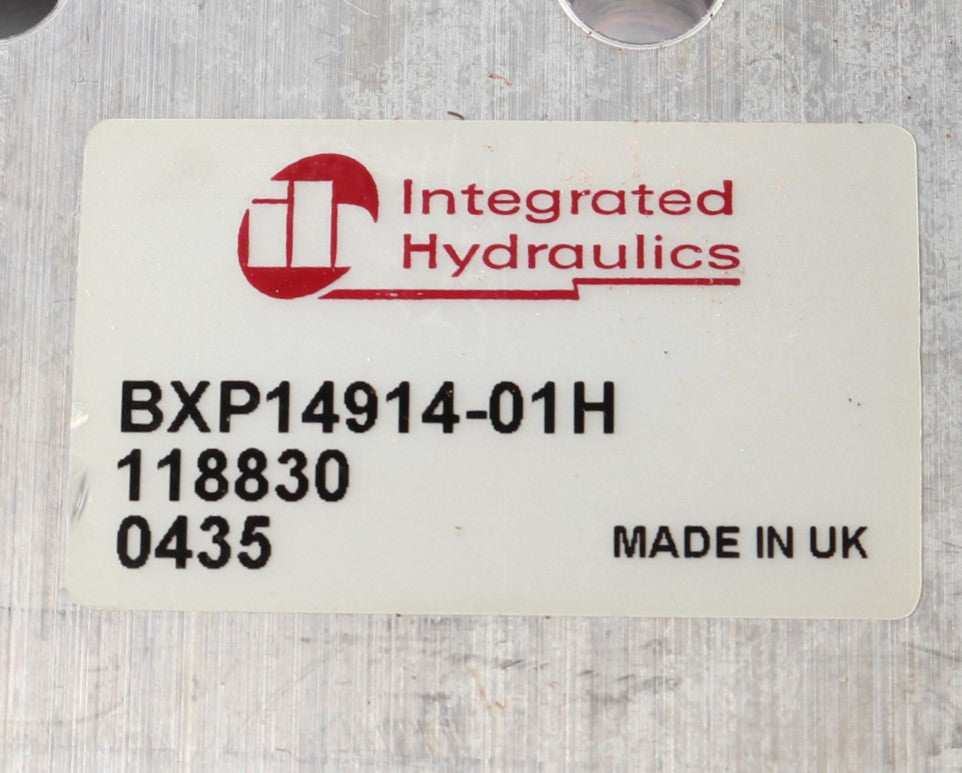 Integrated
Hydraulics
BXP14914-01H
118830
0435
MADE IN UK